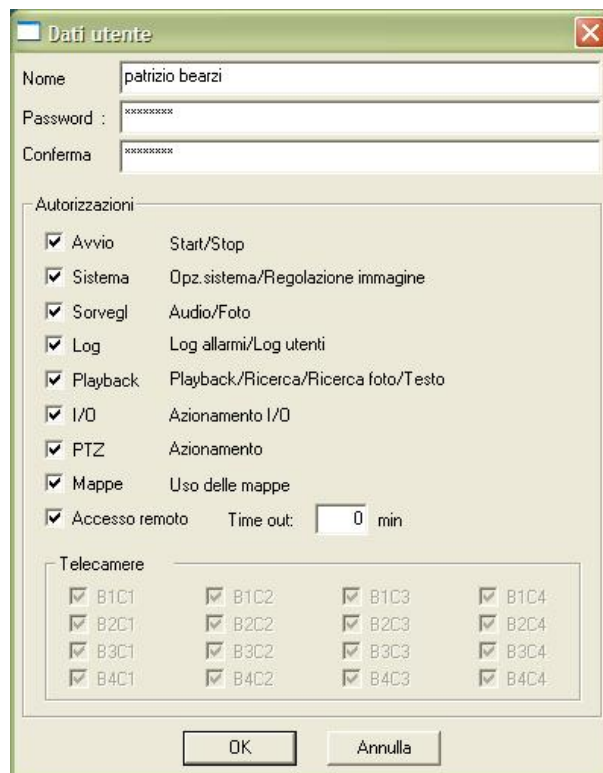 Dati utente
Nome patrizio bearzi
Password : ********
Conferma ********
Autorizzazioni
Avvio Start/Stop
Sistema Opz.sistema/Regolazione immagine
Sorvegl Audio/Foto
Log Log allarmi/Log utenti
Playback Playback/Ricerca/Ricerca foto/Testo
I/O Azionamento I/O
PTZ Azionamento
Mappe Uso delle mappe
Accesso remoto Time out: 0 min
Telecamere
B1C1 B1C2 B1C3 B1C4
B2C1 B2C2 B2C3 B2C4
B3C1 B3C2 B3C3 B3C4
B4C1 B4C2 B4C3 B4C4
OK Annulla